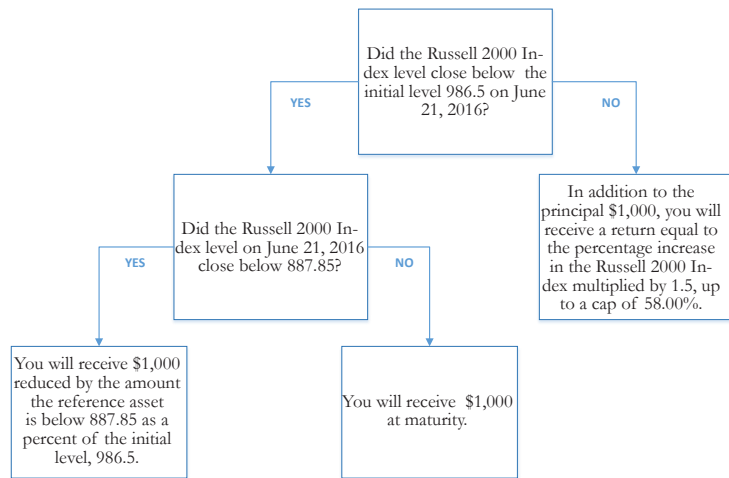 Did the Russell 2000 In-
dex level close below the
initial level 986.5 on June
21, 2016?
YES
NO
Did the Russell 2000 In-
dex level on June 21, 2016
close below 887.85?
In addition to the
principal $1,000, you will
receive a return equal to
the percentage increase
in the Russell 2000 In-
dex multiplied by 1.5, up
to a cap of 58.00%.
YES
NO
You will receive $1,000
reduced by the amount
the reference asset
is below 887.85 as a
percent of the initial
level, 986.5.
You will receive $1,000
at maturity.